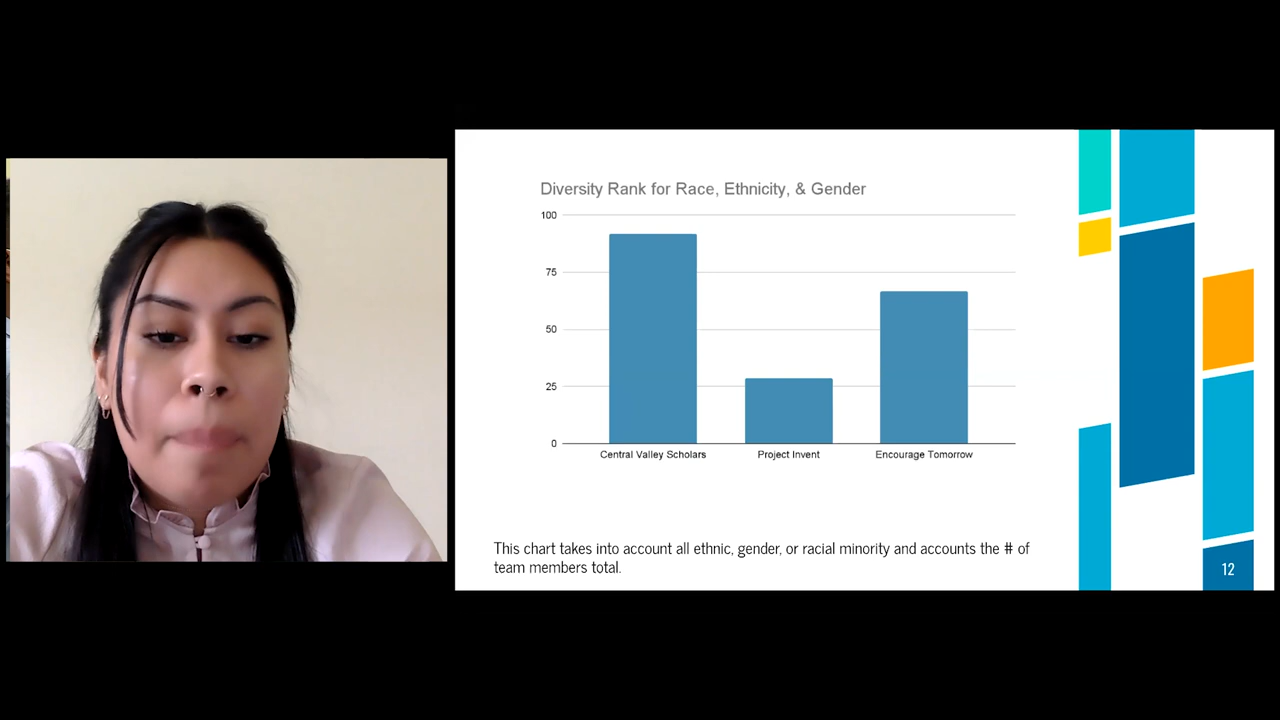 Diversity Rank for Race, Ethnicity, & Gender
100
75
50
25
0
Central Valley Scholars
Project Invent
Encourage Tomorrow
This chart takes into account all ethnic, gender, or racial minority and accounts the # of
team members total.
12